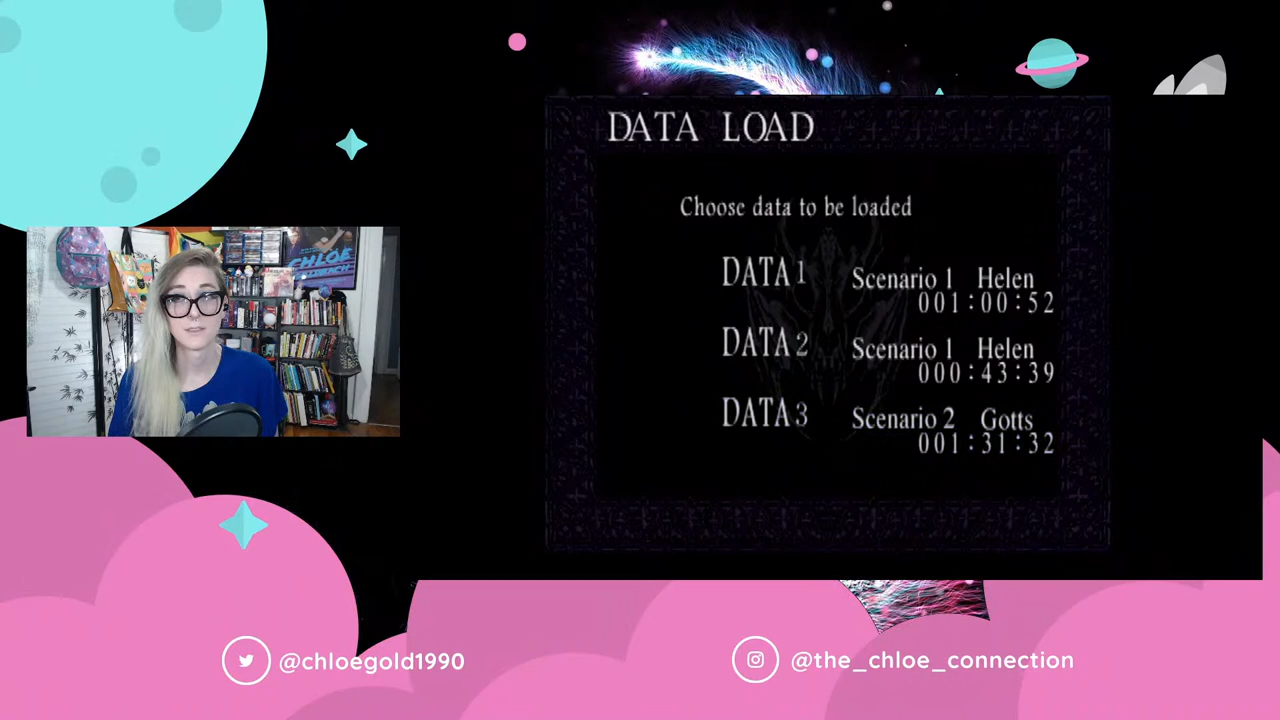 DATA LOAD
Choose data to be loaded
DATA1 Scenario 1 Helen
001:00:52
DATA2 Scenario 1 Helen
000:43:39
DATA3 Scenario 2 Gotts
001:31:32
CHLOE
@chloegold1990
@the_chloe_connection